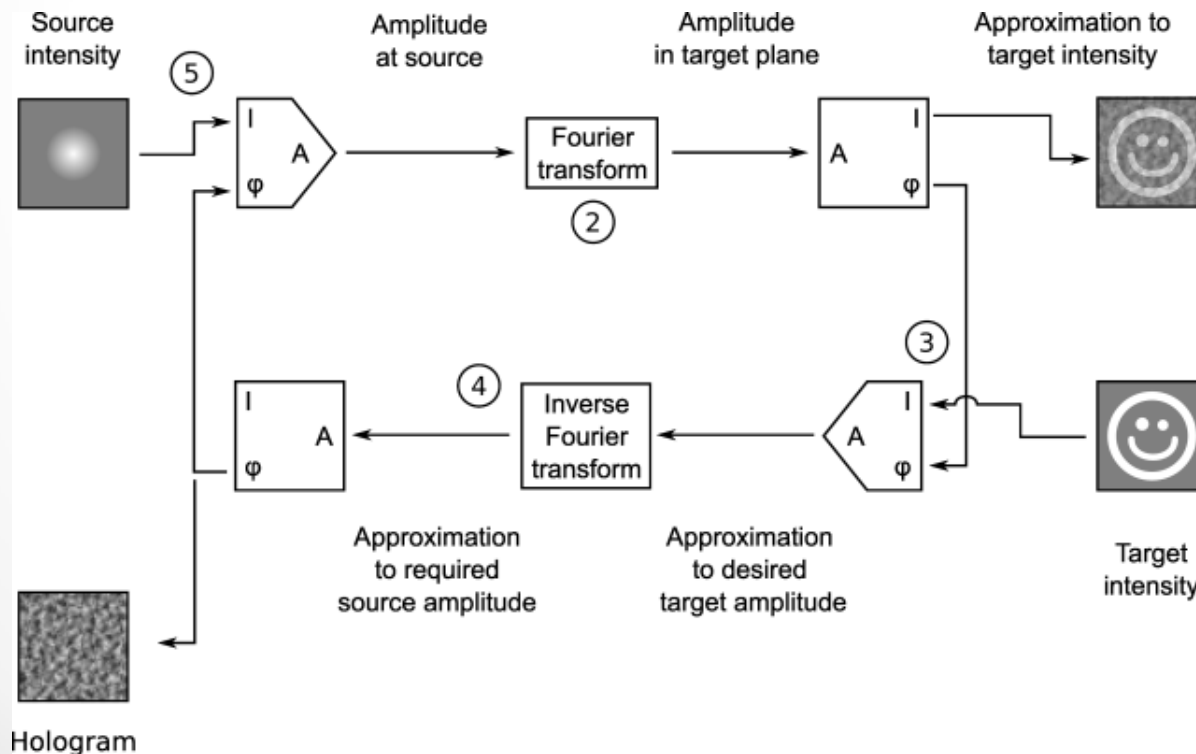 Source
intensity
Amplitude
at source
Amplitude
in target plane
Approximation to
target intensity
5
I
A
φ
Fourier
transform
2
A
I
φ
3
I
A
φ
4
Inverse
Fourier
transform
A
I
φ
Approximation
to required
source amplitude
Approximation
to desired
target amplitude
Target
intensity
Hologram